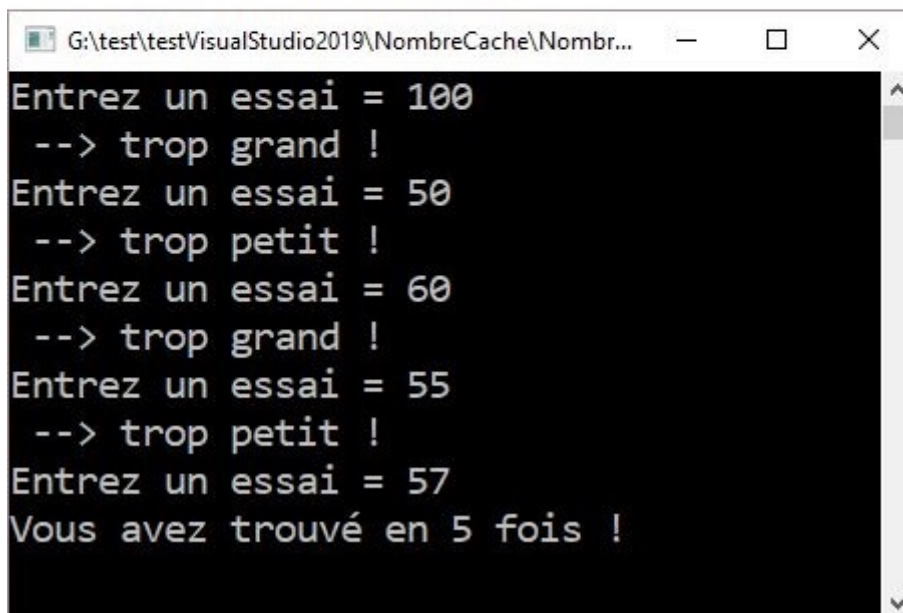 G:\test\testVisualStudio2019\NombreCache\Nombr...
Entrez un essai = 100
--> trop grand !
Entrez un essai = 50
--> trop petit !
Entrez un essai = 60
--> trop grand !
Entrez un essai = 55
--> trop petit !
Entrez un essai = 57
Vous avez trouvé en 5 fois !